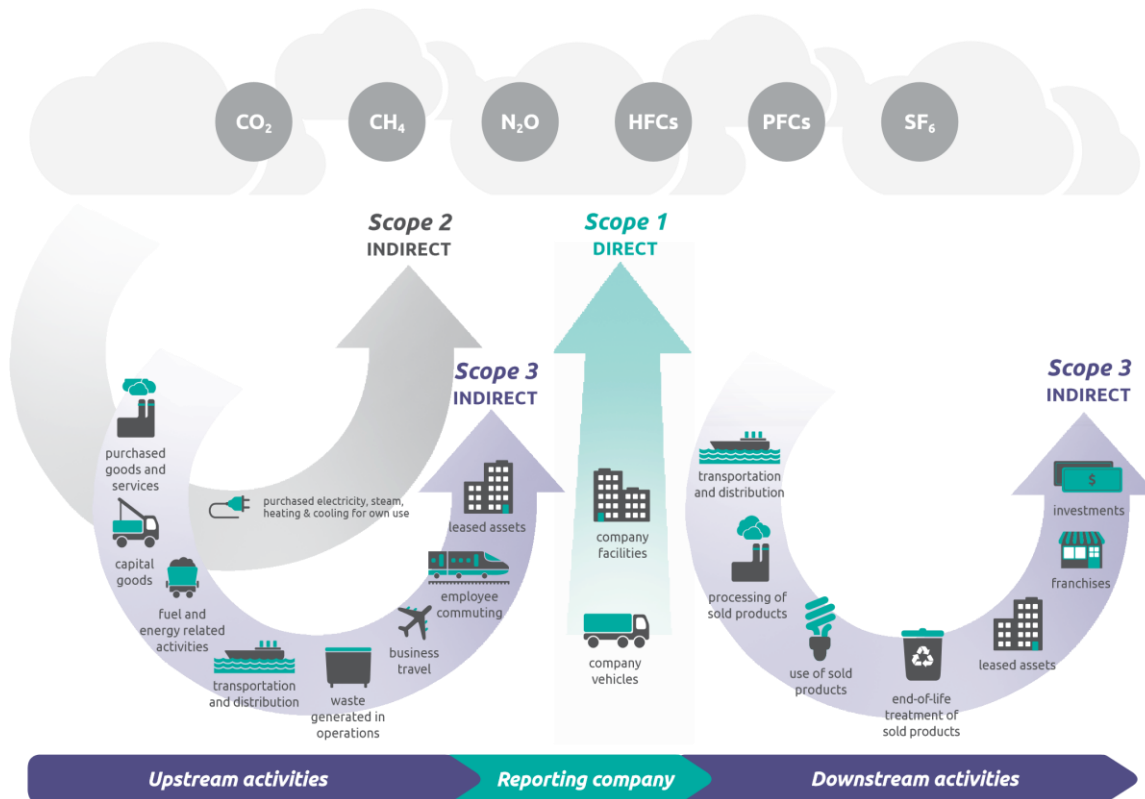 CO₂
CH₄
N₂O
HFCs
PFCs
SF₆
Scope 2
INDIRECT
Scope 1
DIRECT
Scope 3
INDIRECT
Scope 3
INDIRECT
purchased
goods and
services
capital
goods
fuel and
energy related
activities
purchased electricity, steam,
heating & cooling for own use
transportation
and distribution
waste
generated in
operations
business
travel
employee
commuting
leased assets
company
facilities
company
vehicles
transportation
and distribution
processing of
sold products
use of sold
products
end-of-life
treatment of
sold products
leased assets
franchises
$
investments
Upstream activities
Reporting company
Downstream activities